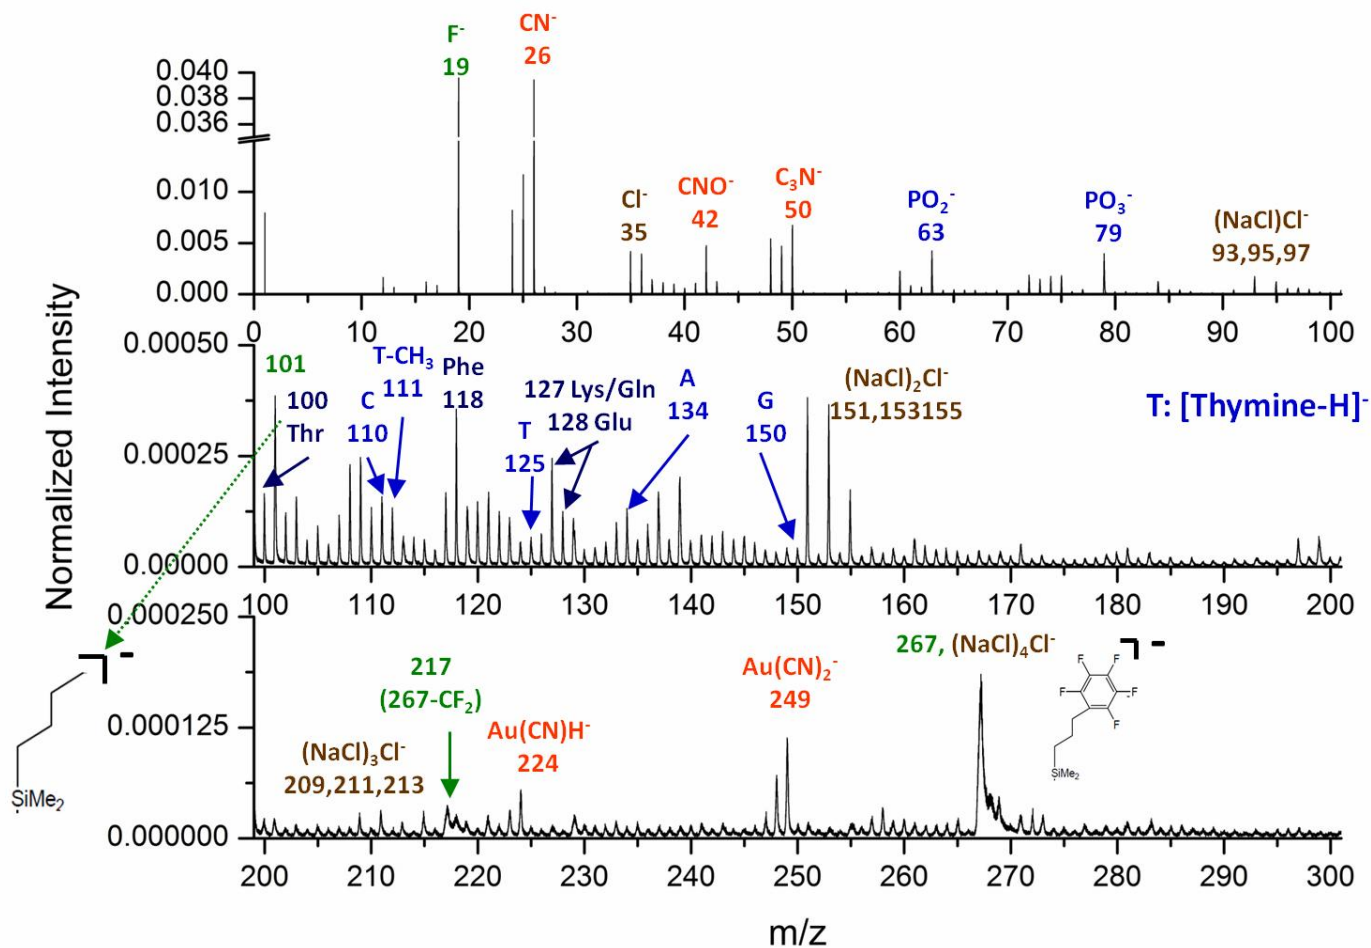 F⁻
19
CN⁻
26
0.040
0.038
0.036
0.010
0.005
0.000
Cl⁻
35
CNO⁻
42
C₃N⁻
50
PO₂⁻
63
PO₃⁻
79
(NaCl)Cl⁻
93,95,97
0 10 20 30 40 50 60 70 80 90 100
Normalized Intensity
0.00050
0.00025
0.00000
101
100
Thr
C
110
T-CH₃
111
Phe
118
T
125
127 Lys/Gln
128 Glu
A
134
G
150
(NaCl)₂Cl⁻
151,153155
T: [Thymine-H]⁻
100 110 120 130 140 150 160 170 180 190 200
0.000250
0.000125
0.000000
(NaCl)₃Cl⁻
209,211,213
217
(267-CF₂)
Au(CN)H⁻
224
Au(CN)₂⁻
249
267, (NaCl)₄Cl⁻
F
F
F
F
F
SiMe₂
SiMe₂
200 210 220 230 240 250 260 270 280 290 300
m/z